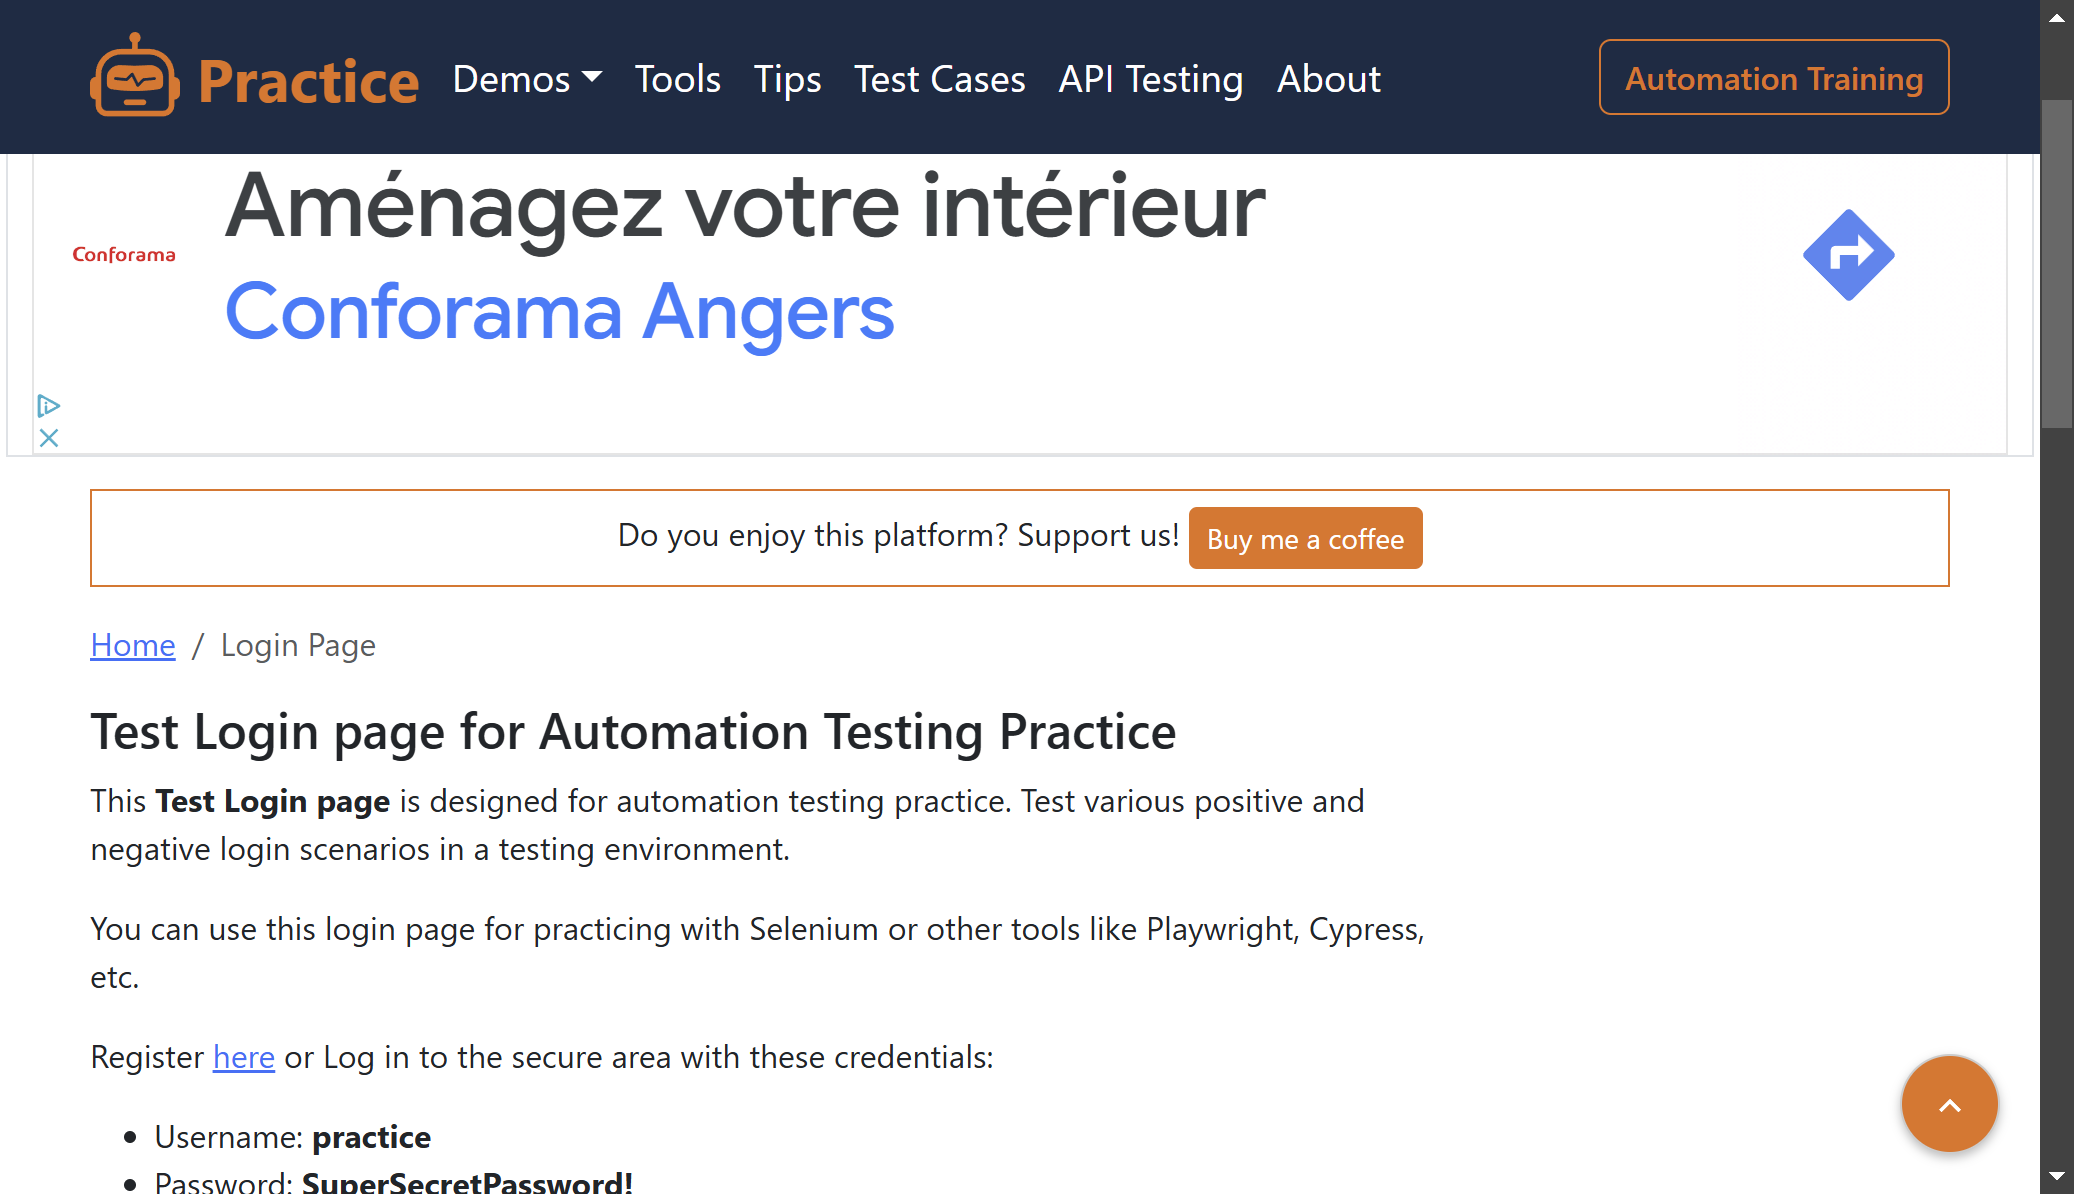 Practice Demos Tools Tips Test Cases API Testing About Automation Training
Aménagez votre intérieur
Conforama
Conforama Angers
Do you enjoy this platform? Support us! Buy me a coffee
Home / Login Page
Test Login page for Automation Testing Practice
This Test Login page is designed for automation testing practice. Test various positive and
negative login scenarios in a testing environment.
You can use this login page for practicing with Selenium or other tools like Playwright, Cypress,
etc.
Register here or Log in to the secure area with these credentials:
• Username: practice
• Password: SuperSecretPassword!